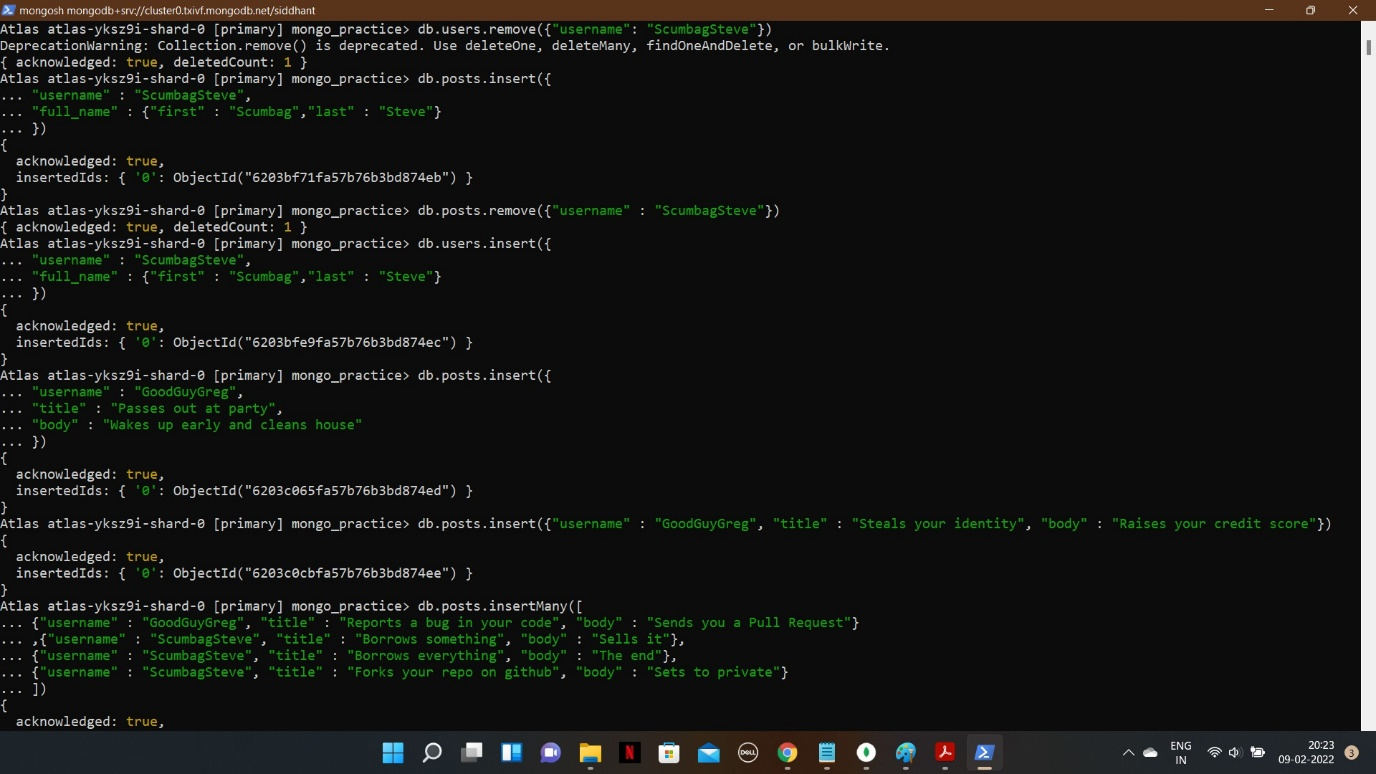 mongosh mongodb+srv://cluster0.txivf.mongodb.net/siddhant
Atlas atlas-yksz9i-shard-0 [primary] mongo_practice> db.users.remove({"username": "ScumbagSteve"})
DeprecationWarning: Collection.remove() is deprecated. Use deleteOne, deleteMany, findOneAndDelete, or bulkWrite.
{ acknowledged: true, deletedCount: 1 }
Atlas atlas-yksz9i-shard-0 [primary] mongo_practice> db.posts.insert({
... "username" : "ScumbagSteve",
... "full_name" : {"first" : "Scumbag","last" : "Steve"}
... })
{
  acknowledged: true,
  insertedIds: { '0': ObjectId("6203bf71fa57b76b3bd874eb") }
}
Atlas atlas-yksz9i-shard-0 [primary] mongo_practice> db.posts.remove({"username" : "ScumbagSteve"})
{ acknowledged: true, deletedCount: 1 }
Atlas atlas-yksz9i-shard-0 [primary] mongo_practice> db.users.insert({
... "username" : "ScumbagSteve",
... "full_name" : {"first" : "Scumbag","last" : "Steve"}
... })
{
  acknowledged: true,
  insertedIds: { '0': ObjectId("6203bfe9fa57b76b3bd874ec") }
}
Atlas atlas-yksz9i-shard-0 [primary] mongo_practice> db.posts.insert({
... "username" : "GoodGuyGreg",
... "title" : "Passes out at party",
... "body" : "Wakes up early and cleans house"
... })
{
  acknowledged: true,
  insertedIds: { '0': ObjectId("6203c065fa57b76b3bd874ed") }
}
Atlas atlas-yksz9i-shard-0 [primary] mongo_practice> db.posts.insert({"username" : "GoodGuyGreg", "title" : "Steals your identity", "body" : "Raises your credit score"})
{
  acknowledged: true,
  insertedIds: { '0': ObjectId("6203c0cbfa57b76b3bd874ee") }
}
Atlas atlas-yksz9i-shard-0 [primary] mongo_practice> db.posts.insertMany([
... {"username" : "GoodGuyGreg", "title" : "Reports a bug in your code", "body" : "Sends you a Pull Request"}
... ,{"username" : "ScumbagSteve", "title" : "Borrows something", "body" : "Sells it"},
... {"username" : "ScumbagSteve", "title" : "Borrows everything", "body" : "The end"},
... {"username" : "ScumbagSteve", "title" : "Forks your repo on github", "body" : "Sets to private"}
... ])
{
  acknowledged: true,
N
DELL
ENG
IN
20:23
09-02-2022
3